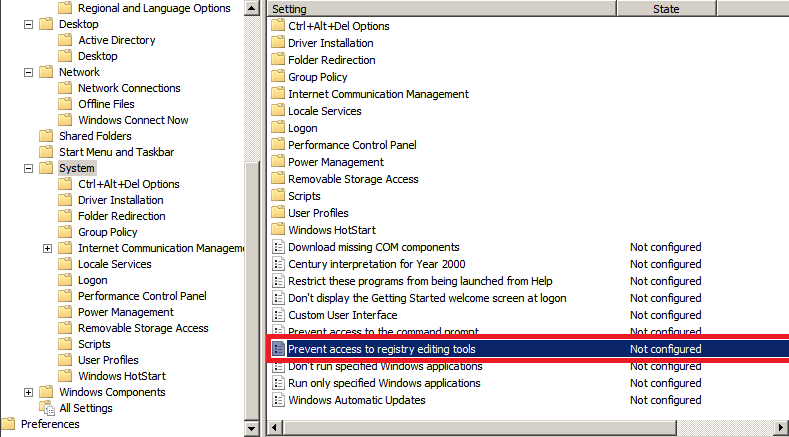 Regional and Language Options
Desktop
Active Directory
Desktop
Network
Network Connections
Offline Files
Windows Connect Now
Shared Folders
Start Menu and Taskbar
System
Ctrl+Alt+Del Options
Driver Installation
Folder Redirection
Group Policy
Internet Communication Manageme
Locale Services
Logon
Performance Control Panel
Power Management
Removable Storage Access
Scripts
User Profiles
Windows HotStart
Windows Components
All Settings
Preferences
Setting State
Ctrl+Alt+Del Options
Driver Installation
Folder Redirection
Group Policy
Internet Communication Management
Locale Services
Logon
Performance Control Panel
Power Management
Removable Storage Access
Scripts
User Profiles
Windows HotStart
Download missing COM components Not configured
Century interpretation for Year 2000 Not configured
Restrict these programs from being launched from Help Not configured
Don't display the Getting Started welcome screen at logon Not configured
Custom User Interface Not configured
Prevent access to the command prompt Not configured
Prevent access to registry editing tools Not configured
Don't run specified Windows applications Not configured
Run only specified Windows applications Not configured
Windows Automatic Updates Not configured